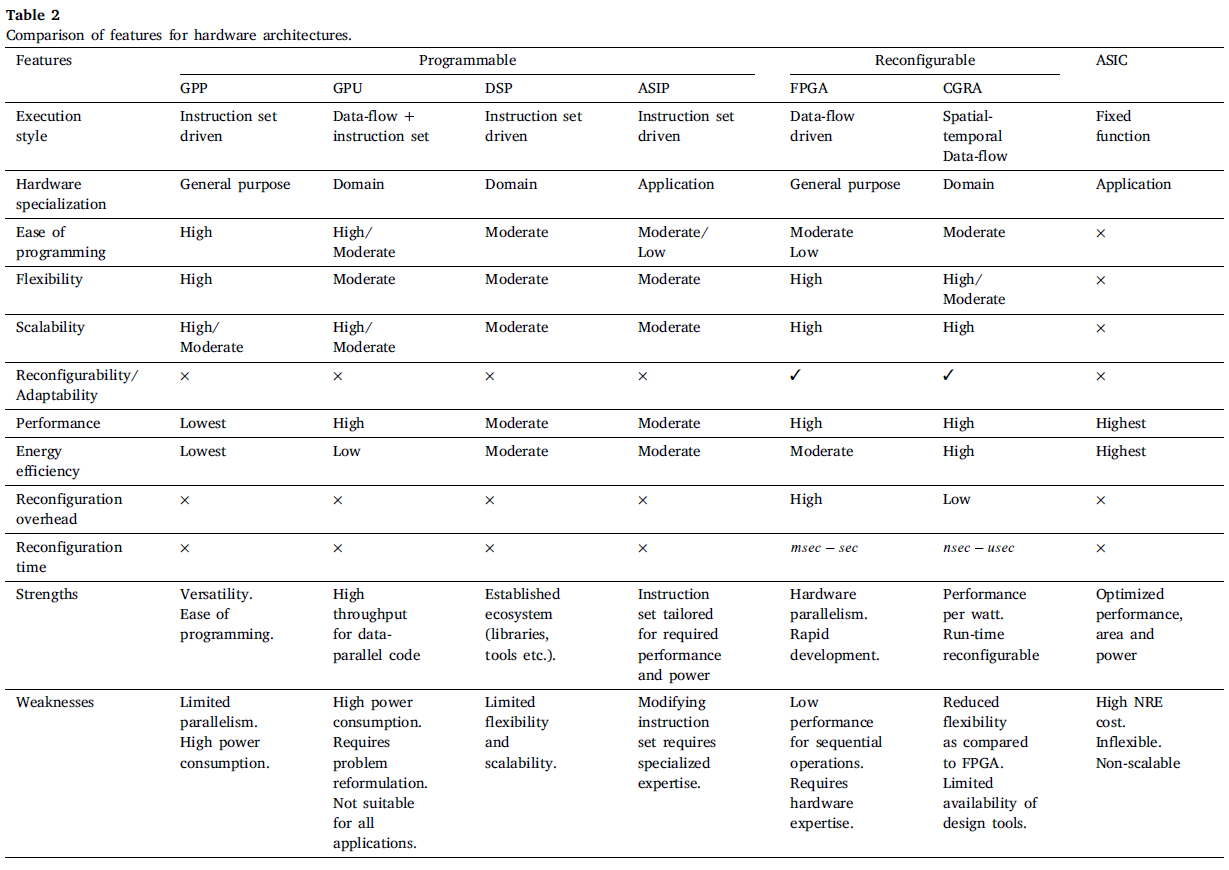 Table 2
Comparison of features for hardware architectures.
Features Programmable Reconfigurable ASIC
GPP GPU DSP ASIP FPGA CGRA
Execution Instruction set Data-flow + Instruction set Instruction set Data-flow Spatial- Fixed
style driven instruction set driven driven driven temporal function
Data-flow
Hardware General purpose Domain Domain Application General purpose Domain Application
specialization
Ease of High High/ Moderate Moderate/ Moderate Moderate ×
programming Moderate Low Low
Flexibility High Moderate Moderate Moderate High High/ ×
Moderate
Scalability High/ High/ Moderate Moderate High High ×
Moderate Moderate
Reconfigurability/ × × × × ✓ ✓ ×
Adaptability
Performance Lowest High Moderate Moderate High High Highest
Energy Lowest Low Moderate Moderate Moderate High Highest
efficiency
Reconfiguration × × × × High Low ×
overhead
Reconfiguration × × × × msec − sec nsec − usec ×
time
Strengths Versatility. High Established Instruction Hardware Performance Optimized
Ease of throughput ecosystem set tailored parallelism. per watt. performance,
programming. for data- (libraries, for required Rapid Run-time area and
parallel code tools etc.). performance development. reconfigurable power
and power
Weaknesses Limited High power Limited Modifying Low Reduced High NRE
parallelism. consumption. flexibility instruction performance flexibility cost.
High power Requires and set requires for sequential as compared Inflexible.
consumption. problem scalability. specialized operations. to FPGA. Non-scalable
reformulation. expertise. Requires Limited
Not suitable hardware availability of
for all expertise. design tools.
applications.